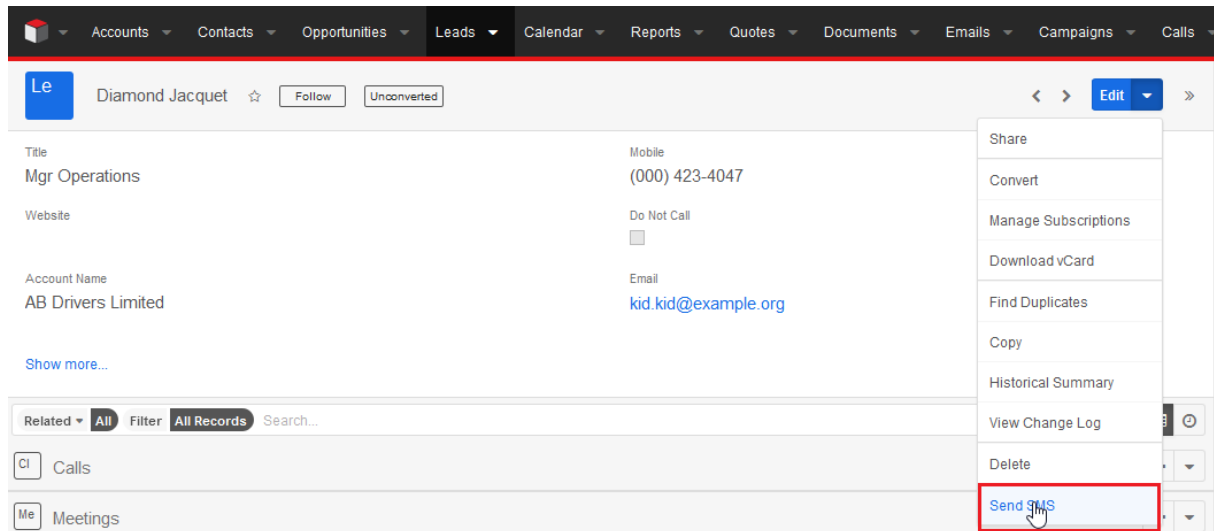 Accounts Contacts Opportunities Leads Calendar Reports Quotes Documents Emails Campaigns Calls
Le Diamond Jacquet Follow Unconverted Edit
Share
Title Mobile
Mgr Operations (000) 423-4047
Convert
Website Do Not Call
Manage Subscriptions
Download vCard
Account Name Email
AB Drivers Limited kid.kid@example.org
Find Duplicates
Copy
Show more...
Historical Summary
Related All Filter All Records Search...
View Change Log
Cl Calls
Delete
Me Meetings
Send SMS